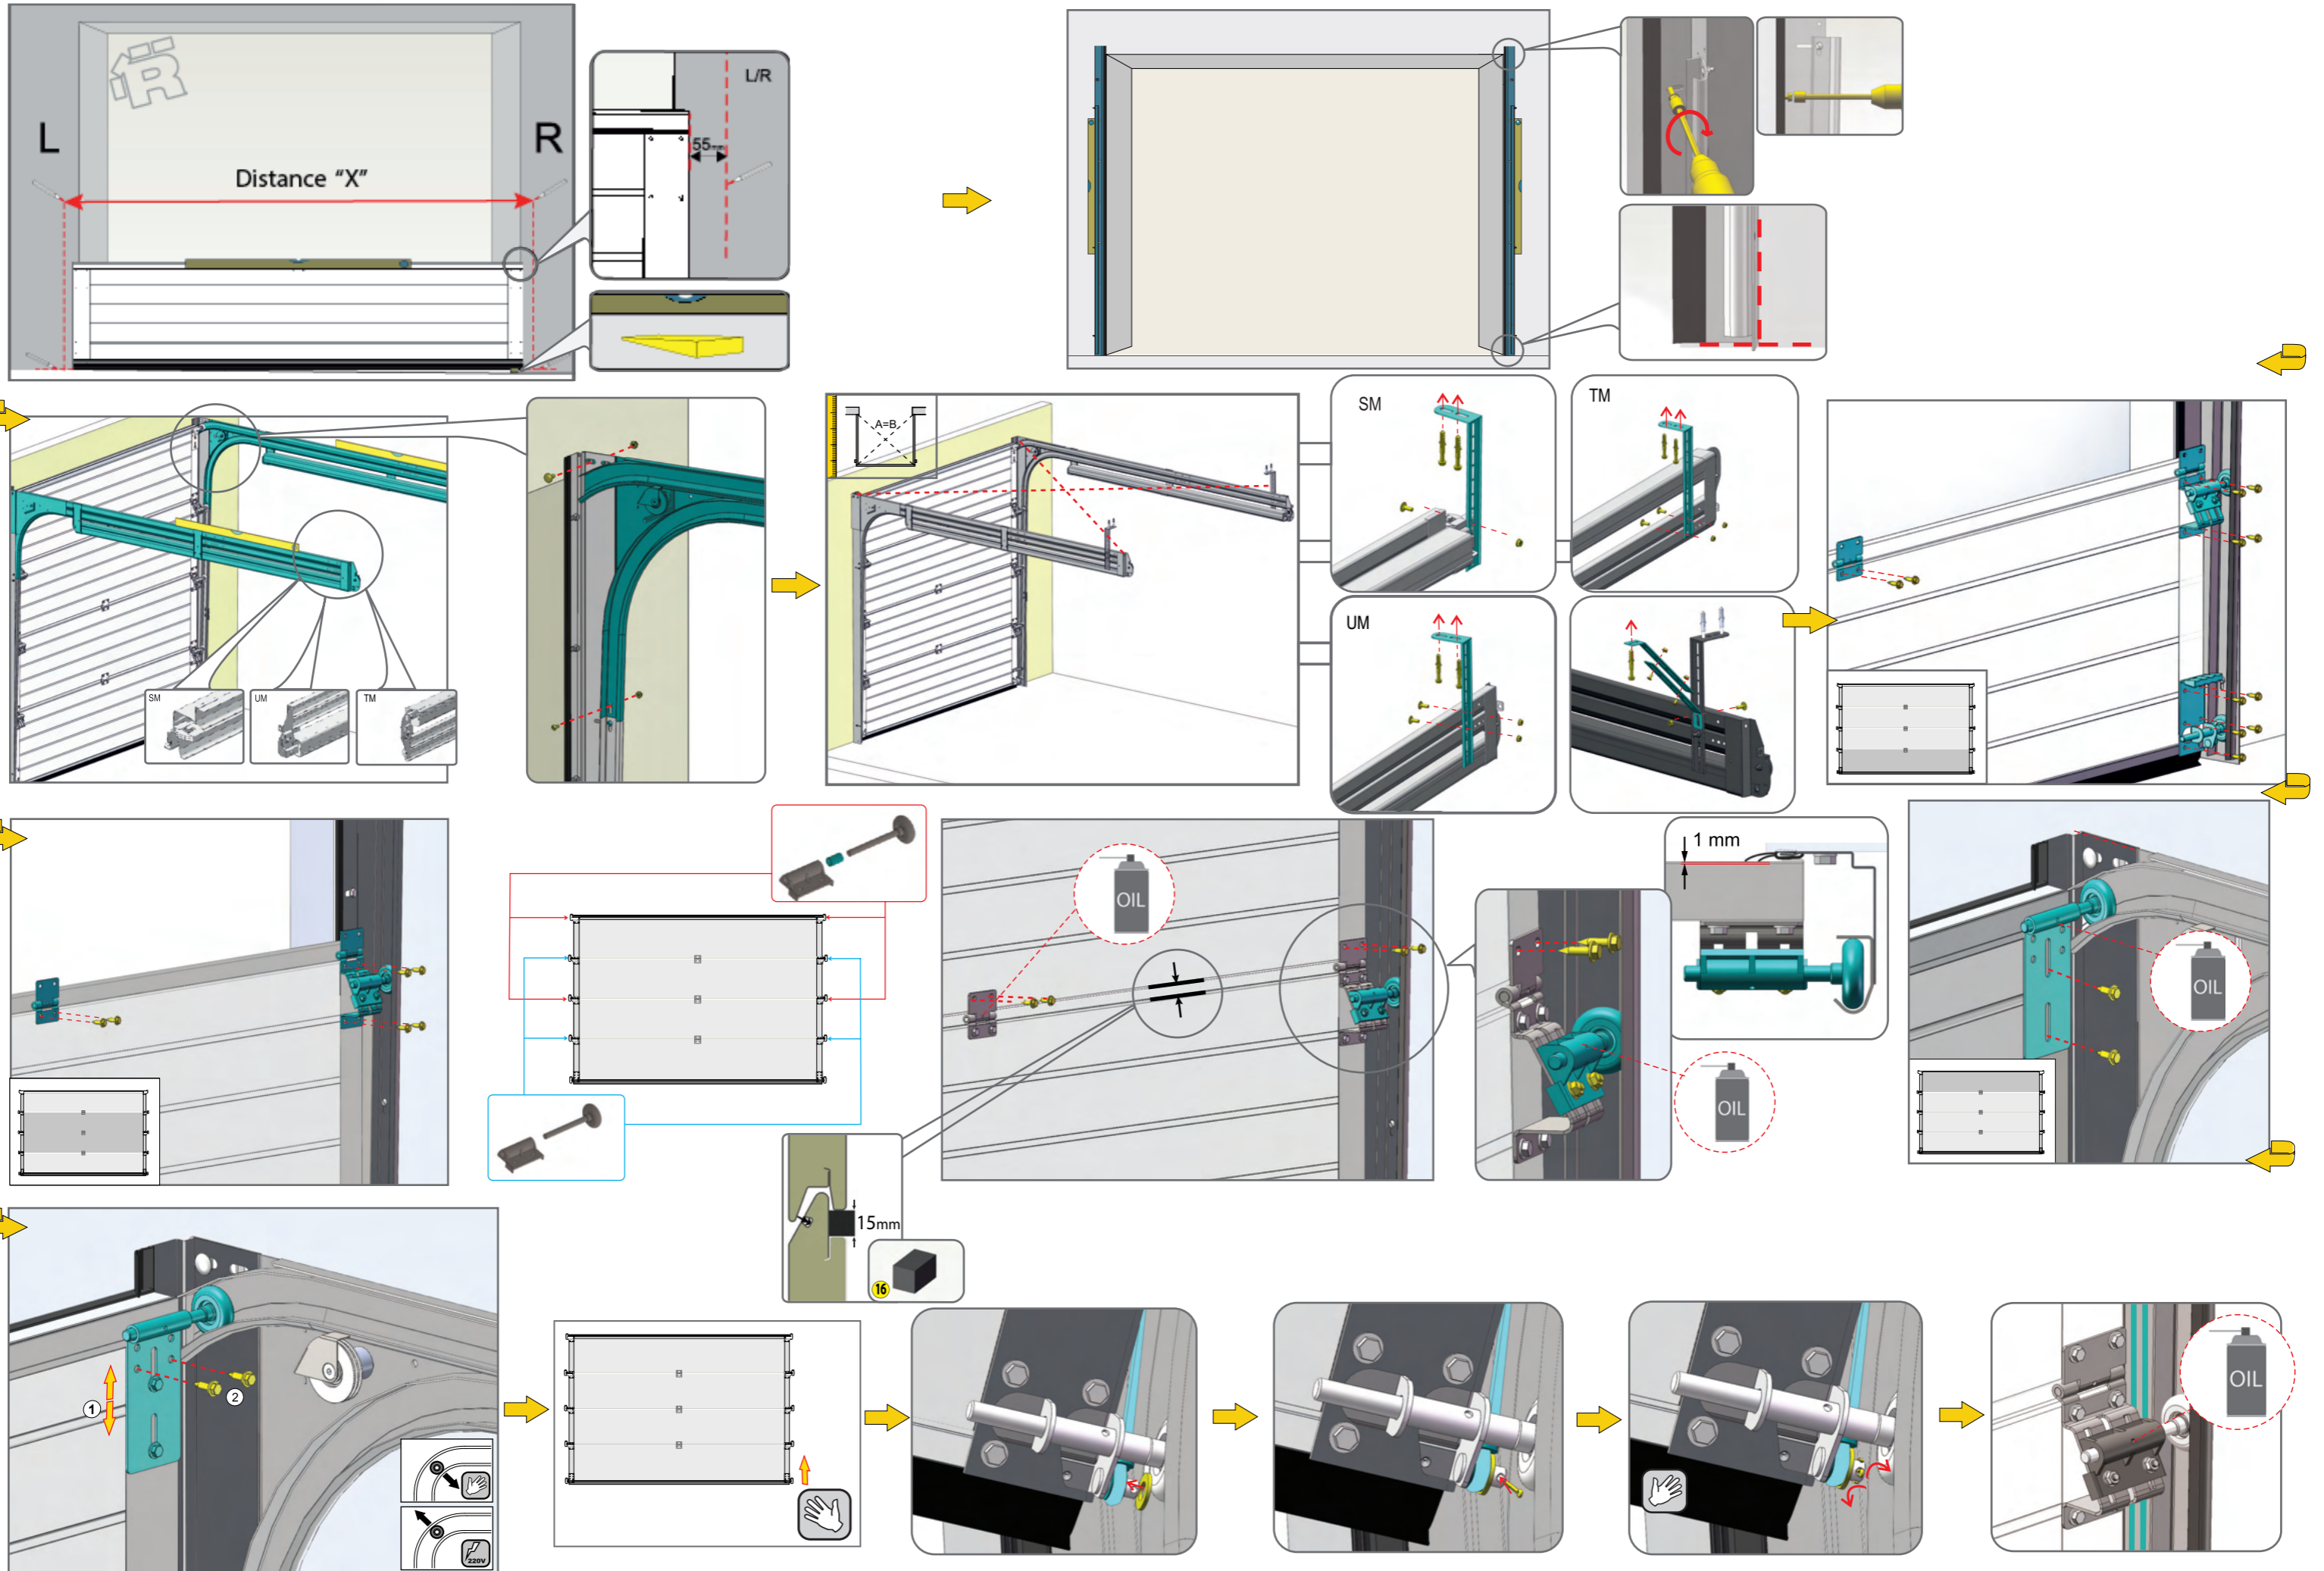 L
R
Distance “X”
L/R
55mm
A=B
SM
TM
UM
SM
UM
TM
1 mm
OIL
OIL
OIL
15mm
16
1
2
220V
OIL